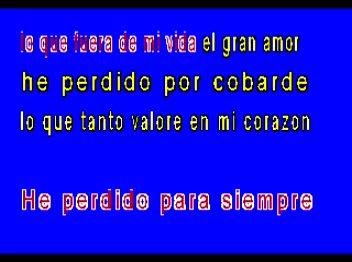 lo que fuera de mi vida el gran amor
he perdido por cobarde
lo que tanto valore en mi corazon
He perdido para siempre